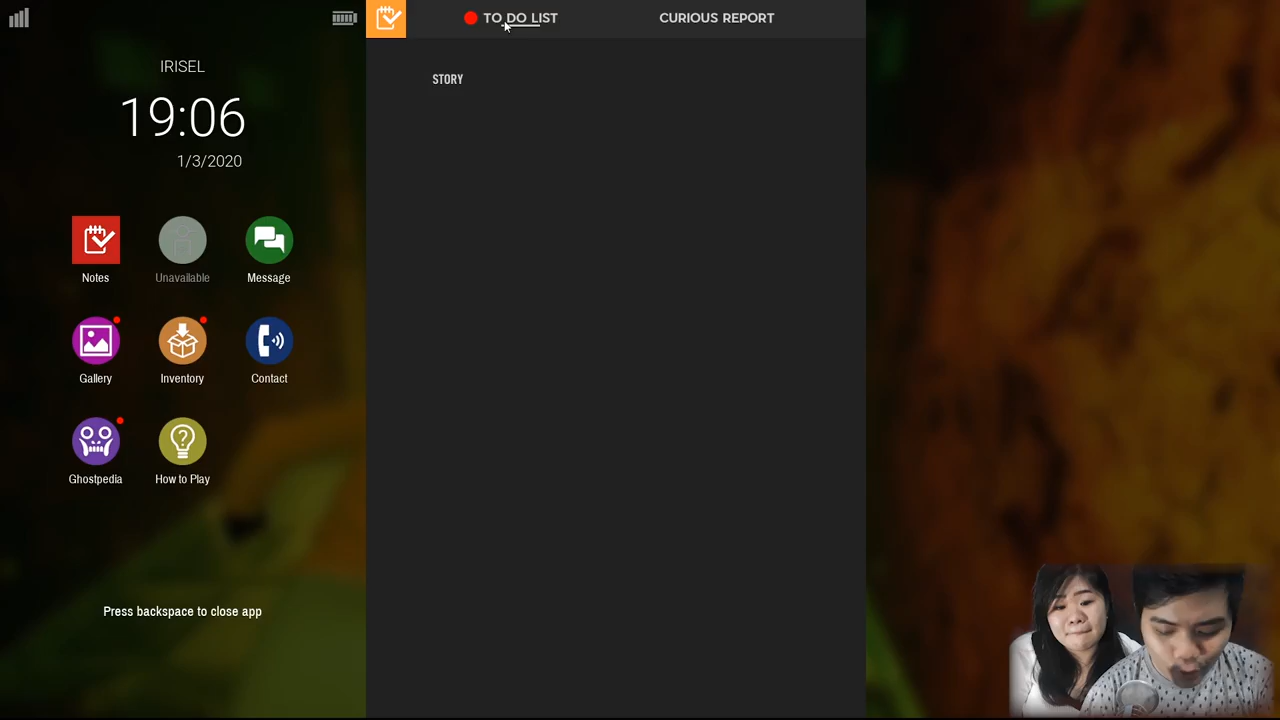 IRISEL
19:06
1/3/2020
Notes
Unavailable
Message
Gallery
Inventory
Contact
Ghostpedia
How to Play
Press backspace to close app
TO DO LIST
CURIOUS REPORT
STORY